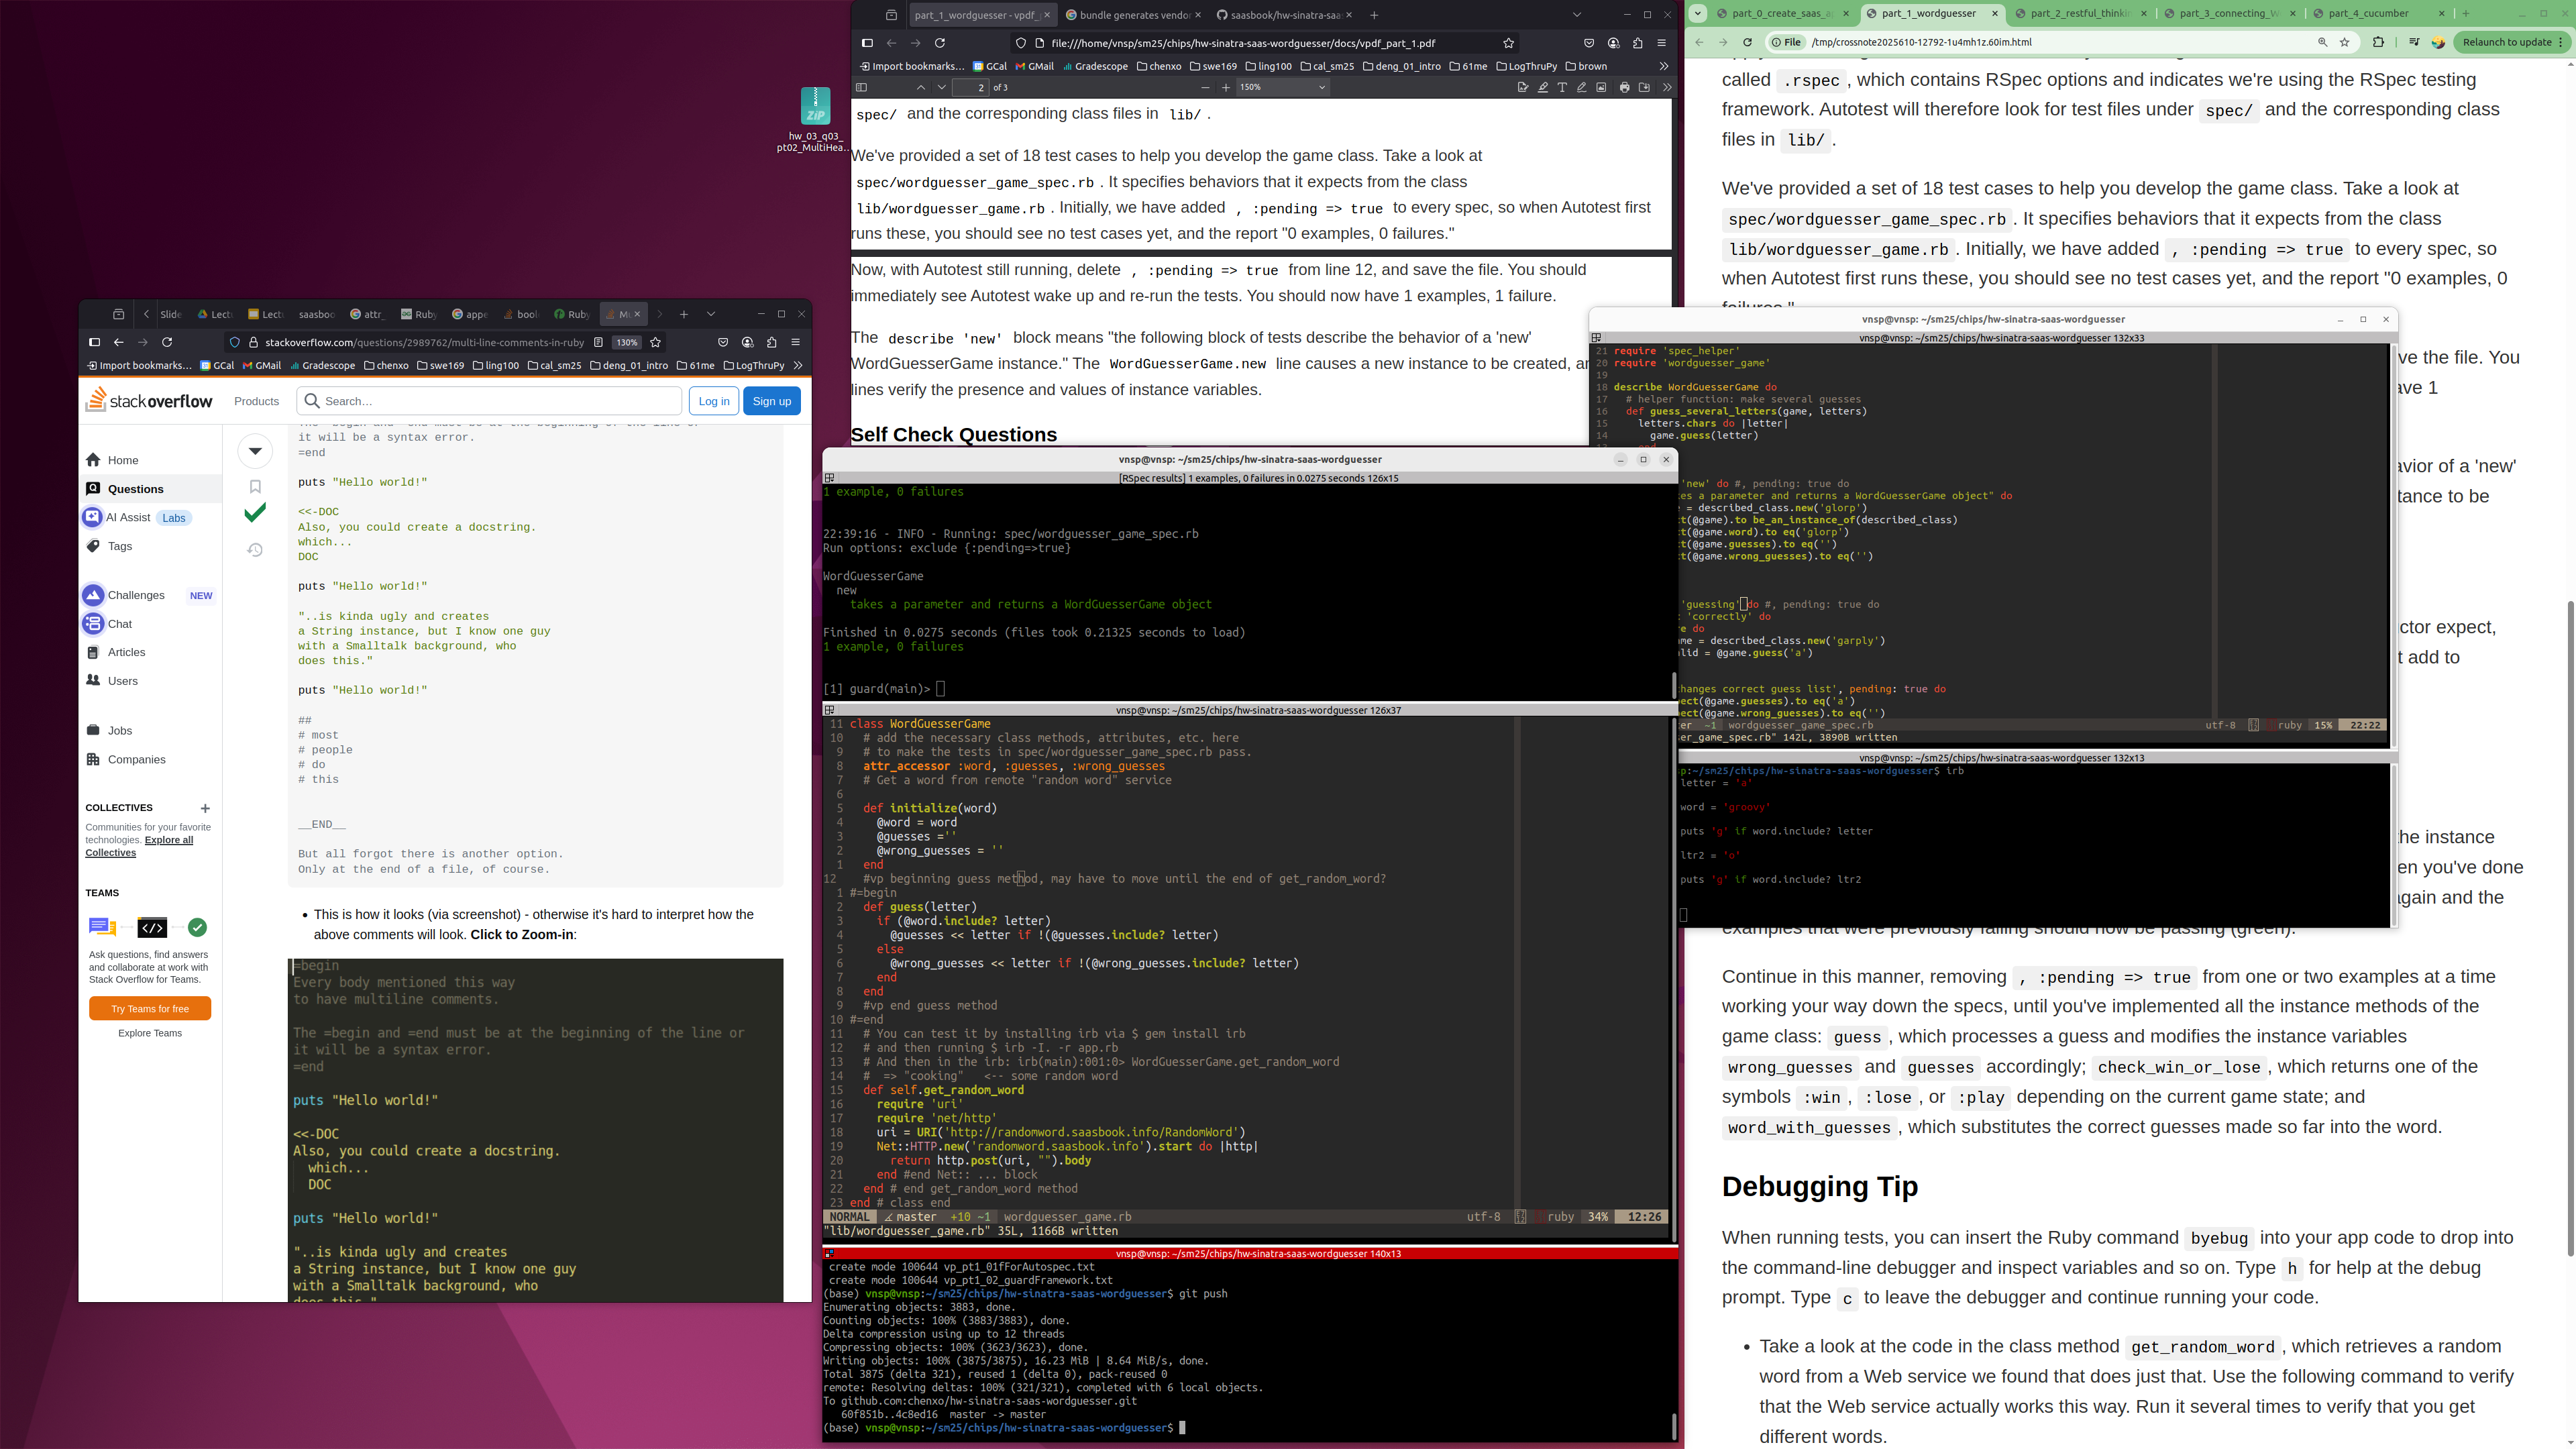 hw_03_q03_
pt02_MultiHea...
Slide
Lect
Lect
saasboo
attr_
Ruby
appe
book
Ruby
stackoverflow.com/questions/2989762/multi-line-comments-in-ruby
130%
Import bookmarks… GCal GMail Gradescope chenxo swe169 ling100 cal_sm25 deng_01_intro 61me LogThruPy
stackoverflow
Products
Search…
Log in
Sign up
Home
Questions
AI Assist Labs
Tags
Challenges NEW
Chat
Articles
Users
Jobs
Companies
COLLECTIVES
Communities for your favorite
technologies. Explore all
Collectives
TEAMS
Ask questions, find answers
and collaborate at work with
Stack Overflow for Teams.
Try Teams for free
Explore Teams
it will be a syntax error.
=end
puts "Hello world!"
<<-DOC
Also, you could create a docstring.
which...
DOC
puts "Hello world!"
"..is kinda ugly and creates
a String instance, but I know one guy
with a Smalltalk background, who
does this."
puts "Hello world!"
##
# most
# people
# do
# this
__END__
But all forgot there is another option.
Only at the end of a file, of course.
This is how it looks (via screenshot) - otherwise it's hard to interpret how the
above comments will look. Click to Zoom-in:
=begin
Every body mentioned this way
to have multiline comments.
The =begin and =end must be at the beginning of the line or
it will be a syntax error.
=end
puts "Hello world!"
<<-DOC
Also, you could create a docstring.
which...
DOC
puts "Hello world!"
"..is kinda ugly and creates
a String instance, but I know one guy
with a Smalltalk background, who
does this."
part_1_wordguesser - vpdf_
bundle generates vendor
saasbook/hw-sinatra-saa
file:///home/vnsp/sm25/chips/hw-sinatra-saas-wordguesser/docs/vpdf_part_1.pdf
Import bookmarks… GCal GMail Gradescope chenxo swe169 ling100 cal_sm25 deng_01_intro 61me LogThruPy brown
2 of 3
150%
spec/ and the corresponding class files in lib/ .
We've provided a set of 18 test cases to help you develop the game class. Take a look at
spec/wordguesser_game_spec.rb . It specifies behaviors that it expects from the class
lib/wordguesser_game.rb . Initially, we have added , :pending => true to every spec, so when Autotest first
runs these, you should see no test cases yet, and the report "0 examples, 0 failures."
Now, with Autotest still running, delete , :pending => true from line 12, and save the file. You should
immediately see Autotest wake up and re-run the tests. You should now have 1 examples, 1 failure.
The describe 'new' block means "the following block of tests describe the behavior of a 'new'
WordGuesserGame instance." The WordGuesserGame.new line causes a new instance to be created, an
lines verify the presence and values of instance variables.
Self Check Questions
vnsp@vnsp: ~/sm25/chips/hw-sinatra-saas-wordguesser
[RSpec results] 1 examples, 0 failures in 0.0275 seconds 126x15
1 example, 0 failures
22:39:16 - INFO - Running: spec/wordguesser_game_spec.rb
Run options: exclude {:pending=>true}
WordGuesserGame
new
takes a parameter and returns a WordGuesserGame object
Finished in 0.0275 seconds (files took 0.21325 seconds to load)
1 example, 0 failures
[1] guard(main)>
vnsp@vnsp: ~/sm25/chips/hw-sinatra-saas-wordguesser 126x37
11 class WordGuesserGame
10 # add the necessary class methods, attributes, etc. here
9 # to make the tests in spec/wordguesser_game_spec.rb pass.
8 attr_accessor :word, :guesses, :wrong_guesses
7 # Get a word from remote "random word" service
6
5 def initialize(word)
4 @word = word
3 @guesses =''
2 @wrong_guesses = ''
1 end
12 #vp beginning guess method, may have to move until the end of get_random_word?
1 #=begin
2 def guess(letter)
3 if (@word.include? letter)
4 @guesses << letter if !(@guesses.include? letter)
5 else
6 @wrong_guesses << letter if !(@wrong_guesses.include? letter)
7 end
8 end
9 #vp end guess method
10 #=end
11 # You can test it by installing irb via $ gem install irb
12 # and then running $ irb -I. -r app.rb
13 # And then in the irb: irb(main):001:0> WordGuesserGame.get_random_word
14 # => "cooking" <-- some random word
15 def self.get_random_word
16 require 'uri'
17 require 'net/http'
18 uri = URI('http://randomword.saasbook.info/RandomWord')
19 Net::HTTP.new('randomword.saasbook.info').start do |http|
20 return http.post(uri, "").body
21 end #end Net:: ... block
22 end # end get_random_word method
23 end # class end
NORMAL master +10 ~1 wordguesser_game.rb utf-8 ruby 34% 12:26
"lib/wordguesser_game.rb" 35L, 1166B written
vnsp@vnsp: ~/sm25/chips/hw-sinatra-saas-wordguesser 140x13
create mode 100644 vp_pt1_01fForAutospec.txt
create mode 100644 vp_pt1_02_guardFramework.txt
(base) vnsp@vnsp:~/sm25/chips/hw-sinatra-saas-wordguesser$ git push
Enumerating objects: 3883, done.
Counting objects: 100% (3883/3883), done.
Delta compression using up to 12 threads
Compressing objects: 100% (3623/3623), done.
Writing objects: 100% (3875/3875), 16.23 MiB | 8.64 MiB/s, done.
Total 3875 (delta 321), reused 1 (delta 0), pack-reused 0
remote: Resolving deltas: 100% (321/321), completed with 6 local objects.
To github.com:chenxo/hw-sinatra-saas-wordguesser.git
60f851b..4c8ed16 master -> master
(base) vnsp@vnsp:~/sm25/chips/hw-sinatra-saas-wordguesser$
vnsp@vnsp: ~/sm25/chips/hw-sinatra-saas-wordguesser
vnsp@vnsp: ~/sm25/chips/hw-sinatra-saas-wordguesser 132x33
21 require 'spec_helper'
20 require 'wordguesser_game'
19
18 describe WordGuesserGame do
17 # helper function: make several guesses
16 def guess_several_letters(game, letters)
15 letters.chars do |letter|
14 game.guess(letter)
'new' do #, pending: true do
es a parameter and returns a WordGuesserGame object" do
e = described_class.new('glorp')
ct(@game).to be_an_instance_of(described_class)
ct(@game.word).to eq('glorp')
ct(@game.guesses).to eq('')
ct(@game.wrong_guesses).to eq('')
'guessing' do #, pending: true do
'correctly' do
re do
ame = described_class.new('garply')
lid = @game.guess('a')
hanges correct guess list', pending: true do
pect(@game.guesses).to eq('a')
pect(@game.wrong_guesses).to eq('')
er ~1 wordguesser_game_spec.rb utf-8 ruby 15% 22:22
er_game_spec.rb" 142L, 3890B written
vnsp@vnsp: ~/sm25/chips/hw-sinatra-saas-wordguesser 132x13
sp:~/sm25/chips/hw-sinatra-saas-wordguesser$ irb
letter = 'a'
word = 'groovy'
puts 'g' if word.include? letter
ltr2 = 'o'
puts 'g' if word.include? ltr2
part_0_create_saas_a
part_1_wordguesser
part_2_restful_thinki
part_3_connecting_W
part_4_cucumber
File /tmp/crossnote2025610-12792-1u4mh1z.60im.html
Relaunch to update
called .rspec , which contains RSpec options and indicates we're using the RSpec testing
framework. Autotest will therefore look for test files under spec/ and the corresponding class
files in lib/ .
We've provided a set of 18 test cases to help you develop the game class. Take a look at
spec/wordguesser_game_spec.rb . It specifies behaviors that it expects from the class
lib/wordguesser_game.rb . Initially, we have added , :pending => true to every spec, so
when Autotest first runs these, you should see no test cases yet, and the report "0 examples, 0
failures."
ve the file. You
ave 1
avior of a 'new'
tance to be
ctor expect,
t add to
he instance
en you've done
again and the
examples that were previously failing should now be passing (green).
Continue in this manner, removing , :pending => true from one or two examples at a time
working your way down the specs, until you've implemented all the instance methods of the
game class: guess , which processes a guess and modifies the instance variables
wrong_guesses and guesses accordingly; check_win_or_lose , which returns one of the
symbols :win , :lose , or :play depending on the current game state; and
word_with_guesses , which substitutes the correct guesses made so far into the word.
Debugging Tip
When running tests, you can insert the Ruby command byebug into your app code to drop into
the command-line debugger and inspect variables and so on. Type h for help at the debug
prompt. Type c to leave the debugger and continue running your code.
Take a look at the code in the class method get_random_word , which retrieves a random
word from a Web service we found that does just that. Use the following command to verify
that the Web service actually works this way. Run it several times to verify that you get
different words.